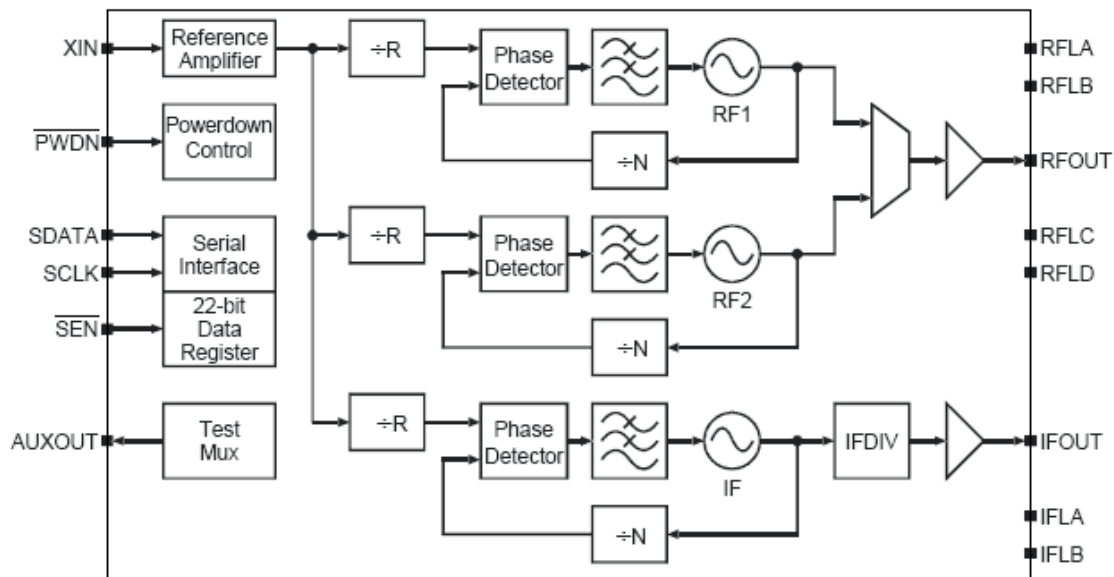 XIN
Reference
Amplifier
÷R
Phase
Detector
RF1
÷N
RFLA
RFLB
PWDN
Powerdown
Control
RFOUT
SDATA
SCLK
Serial
Interface
÷R
Phase
Detector
RF2
÷N
RFLC
RFLD
SEN
22-bit
Data
Register
AUXOUT
Test
Mux
÷R
Phase
Detector
IF
÷N
IFDIV
IFOUT
IFLA
IFLB